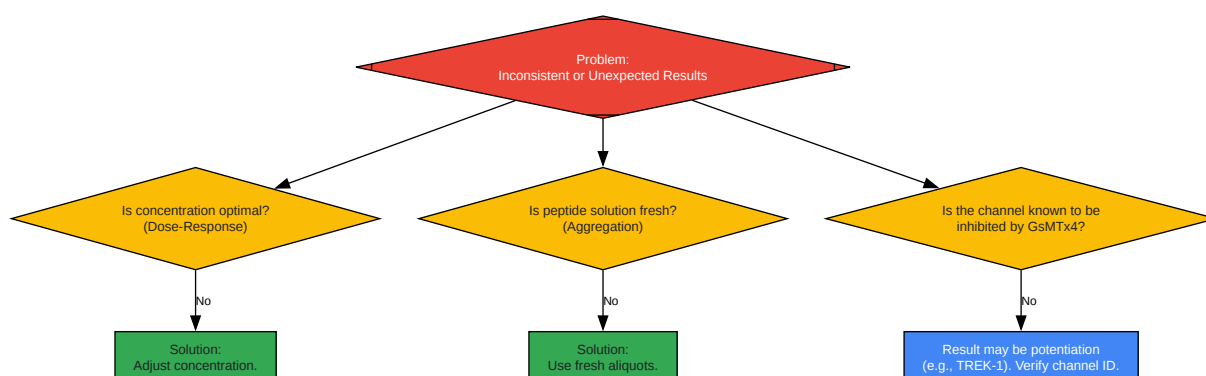 Problem:
Inconsistent or Unexpected Results
Is concentration optimal?
(Dose-Response)
Is peptide solution fresh?
(Aggregation)
Is the channel known to be
inhibited by GsMTx4?
No
No
No
Solution:
Adjust concentration.
Solution:
Use fresh aliquots.
Result may be potentiation
(e.g., TREK-1). Verify channel ID.